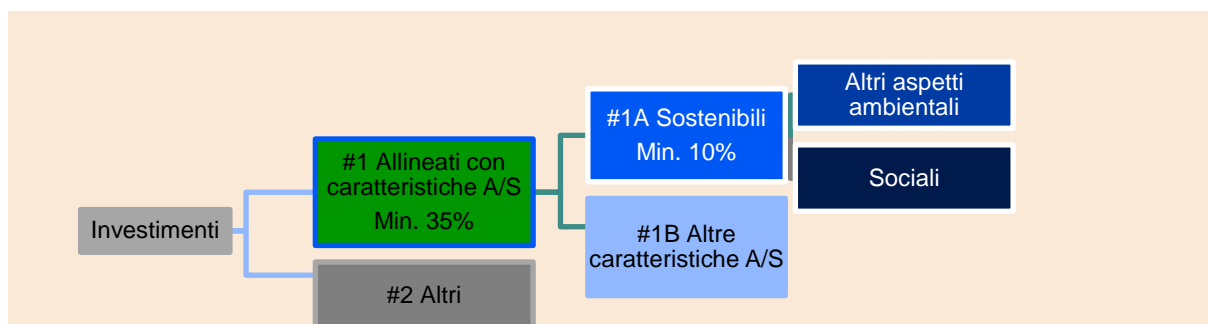 Investimenti
#1 Allineati con
caratteristiche A/S
Min. 35%
#2 Altri
#1A Sostenibili
Min. 10%
#1B Altre
caratteristiche A/S
Altri aspetti
ambientali
Sociali